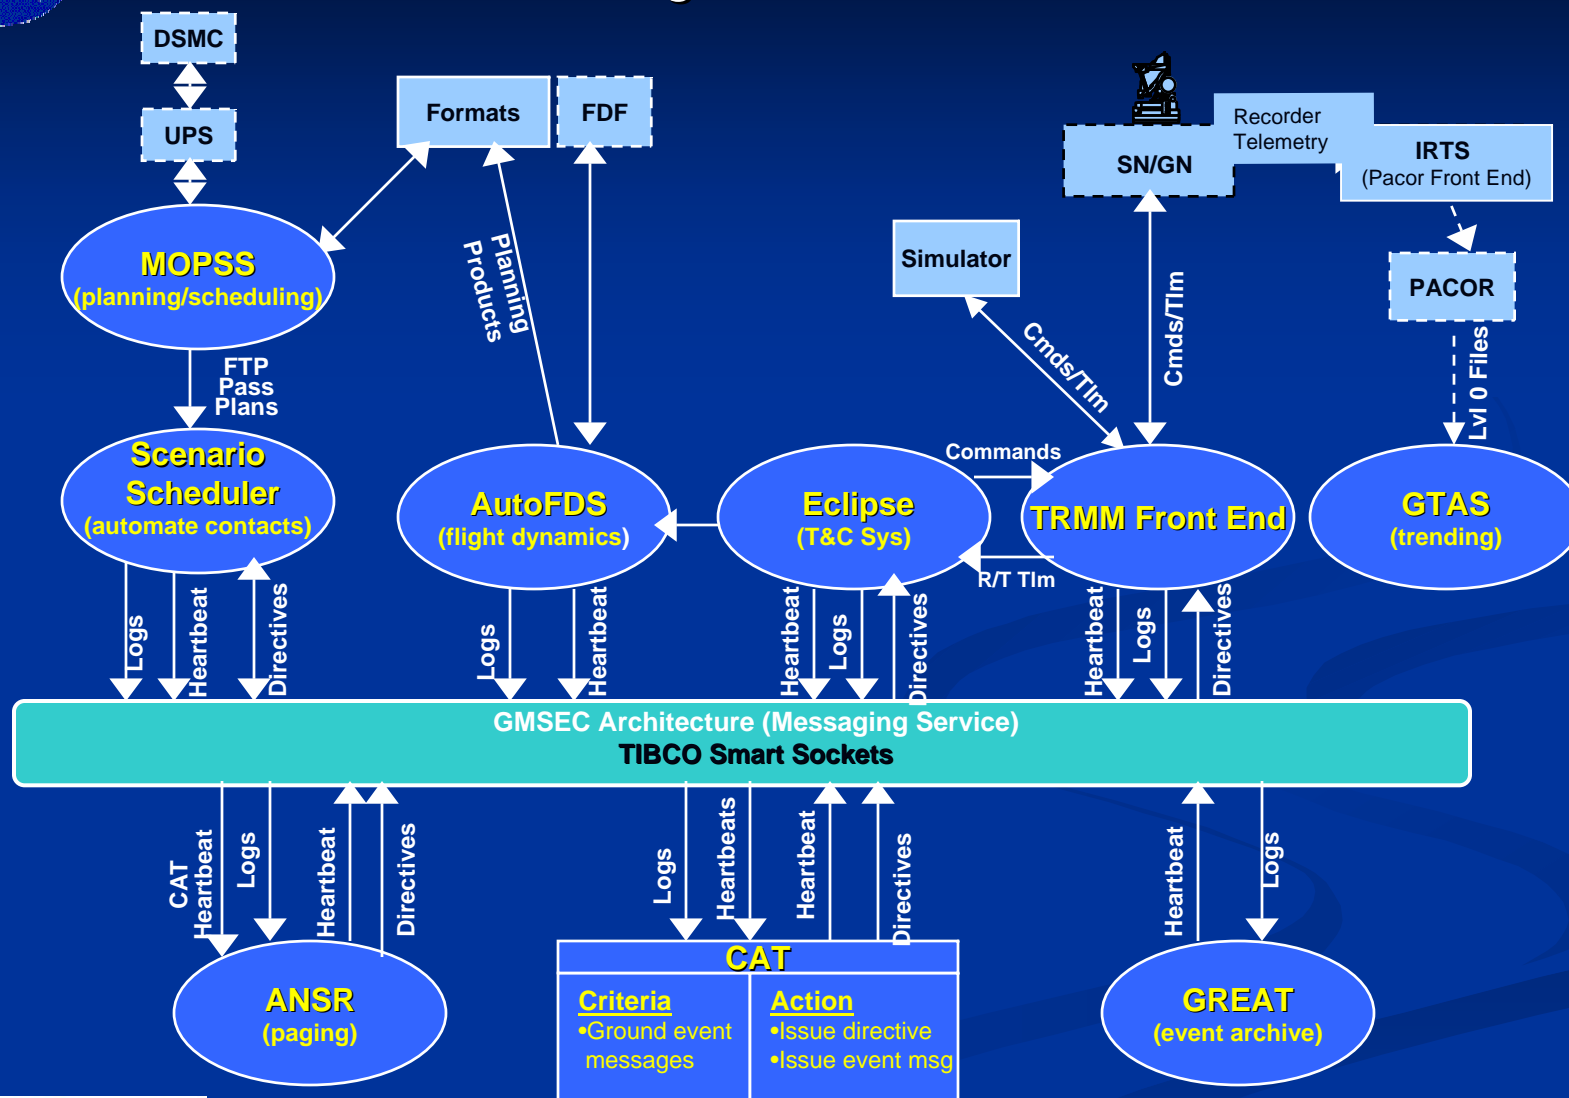 DSMC
UPS
Formats
FDF
SN/GN
Recorder
Telemetry
IRTS
(Pacor Front End)
Simulator
PACOR
MOPSS
(planning/scheduling)
Planning
Products
Cmds/Tlm
Cmds/Tlm
Lvl 0 Files
FTP
Pass
Plans
Scenario
Scheduler
(automate contacts)
AutoFDS
(flight dynamics)
Eclipse
(T&C Sys)
Commands
R/T Tlm
TRMM Front End
GTAS
(trending)
Logs
Heartbeat
Directives
Logs
Heartbeat
Heartbeat
Logs
Directives
Heartbeat
Logs
Directives
GMSEC Architecture (Messaging Service)
TIBCO Smart Sockets
CAT
Heartbeat
Logs
Heartbeat
Directives
Logs
Heartbeats
Heartbeat
Directives
Heartbeat
Logs
ANSR
(paging)
CAT
Criteria
•Ground event
messages
Action
•Issue directive
•Issue event msg
GREAT
(event archive)